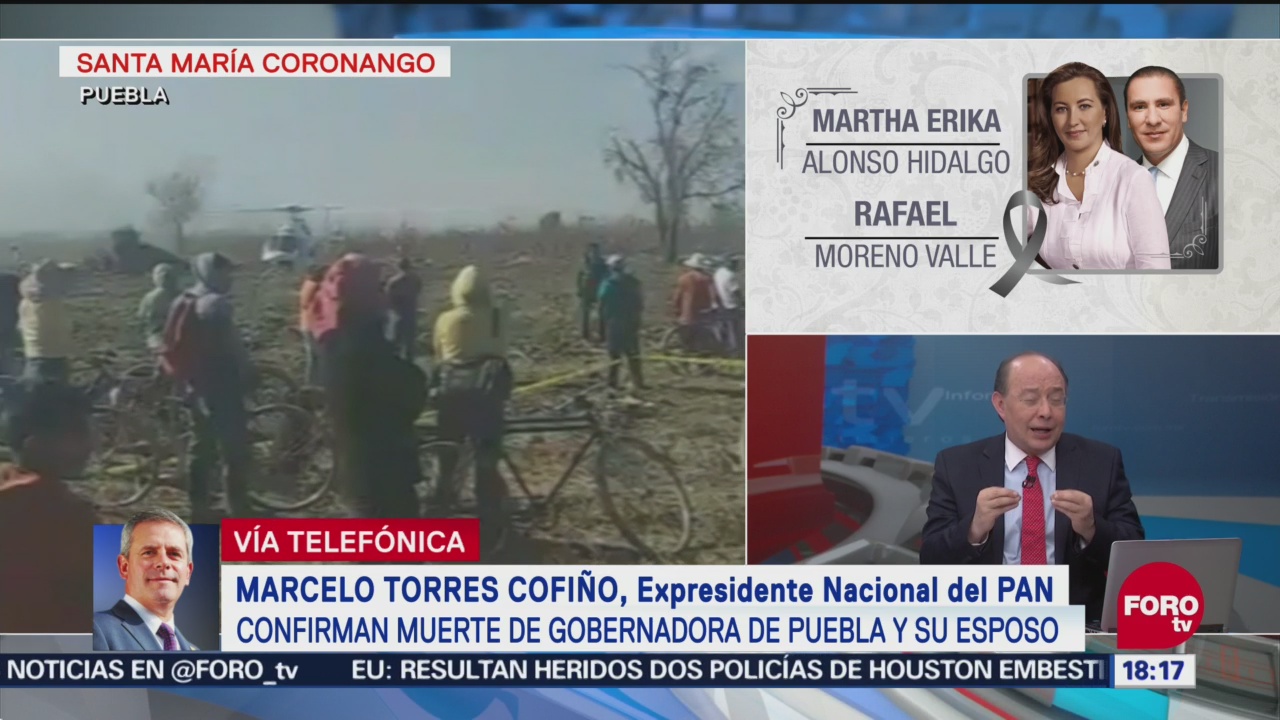 SANTA MARÍA CORONANGO
PUEBLA
MARTHA ERIKA
ALONSO HIDALGO
RAFAEL
MORENO VALLE
tv
Infor
VÍA TELEFÓNICA
MARCELO TORRES COFIÑO, Expresidente Nacional del PAN
CONFIRMAN MUERTE DE GOBERNADORA DE PUEBLA Y SU ESPOSO
FORO
tv
NOTICIAS EN @FORO_tv EU: RESULTAN HERIDOS DOS POLICÍAS DE HOUSTON EMBESTI
18:17